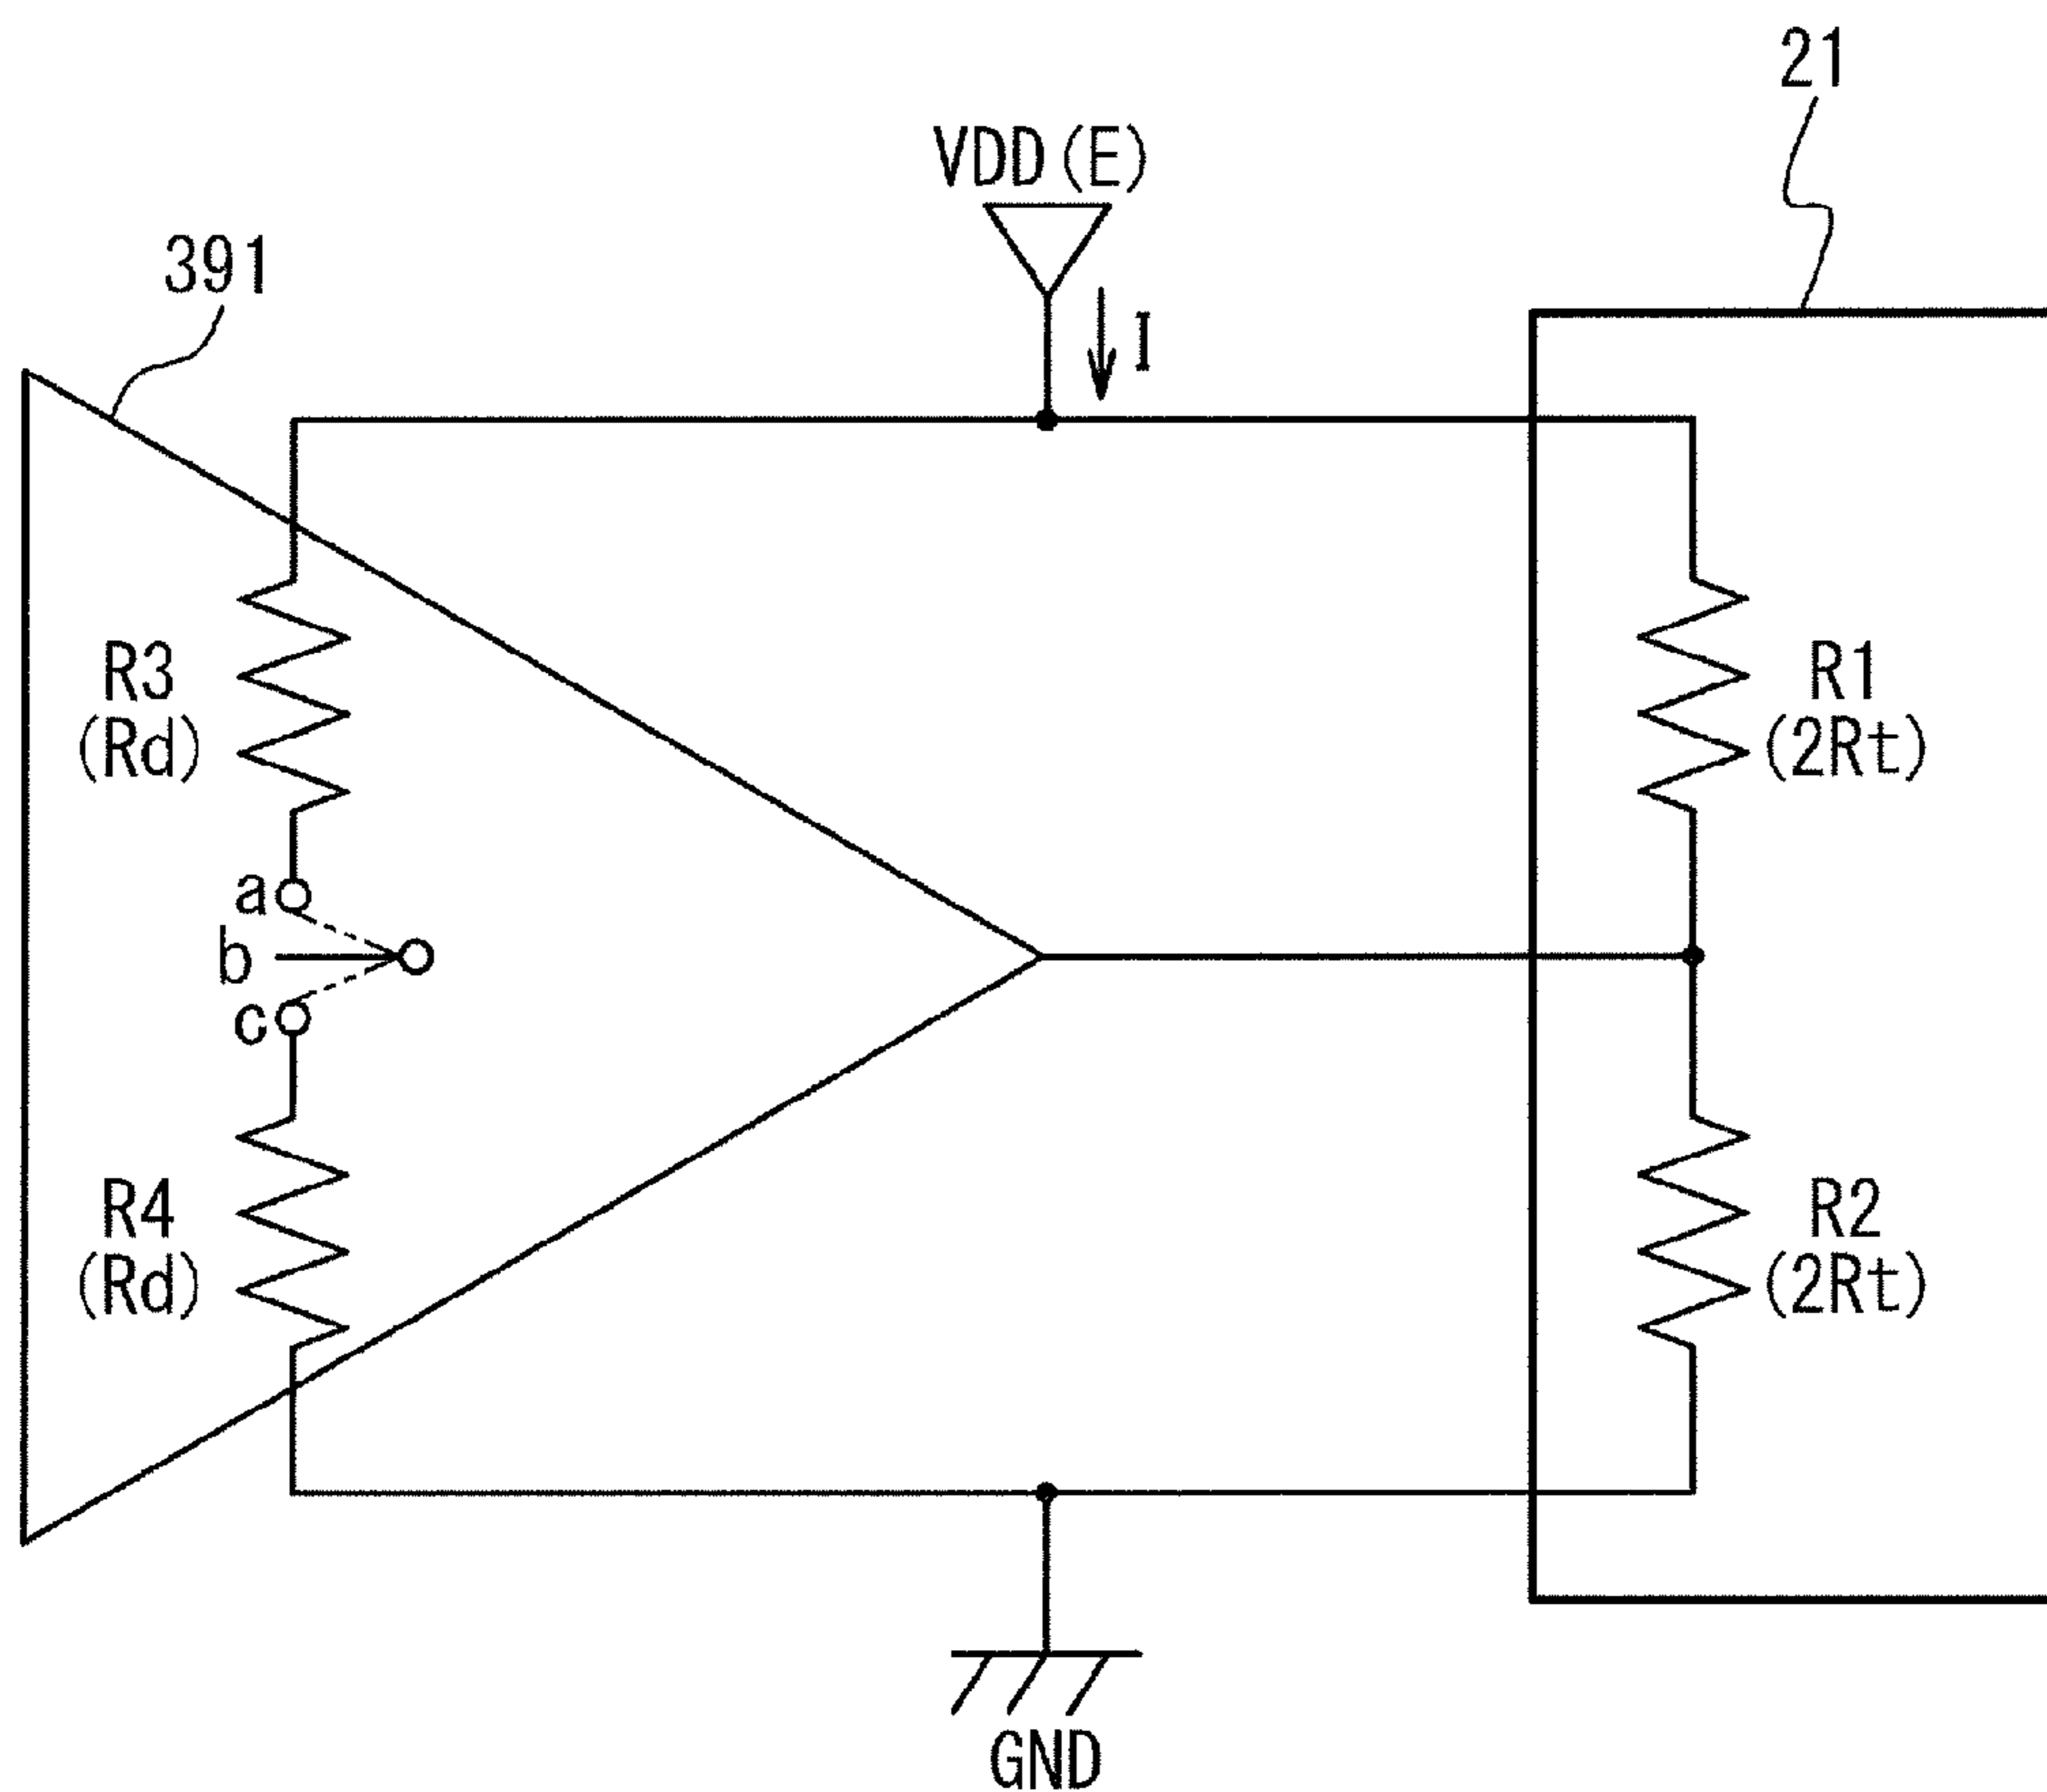 21
VDD(E)
391
I
R3
(Rd)
R1
(2Rt)
a
b
c
R4
(Rd)
R2
(2Rt)
GND